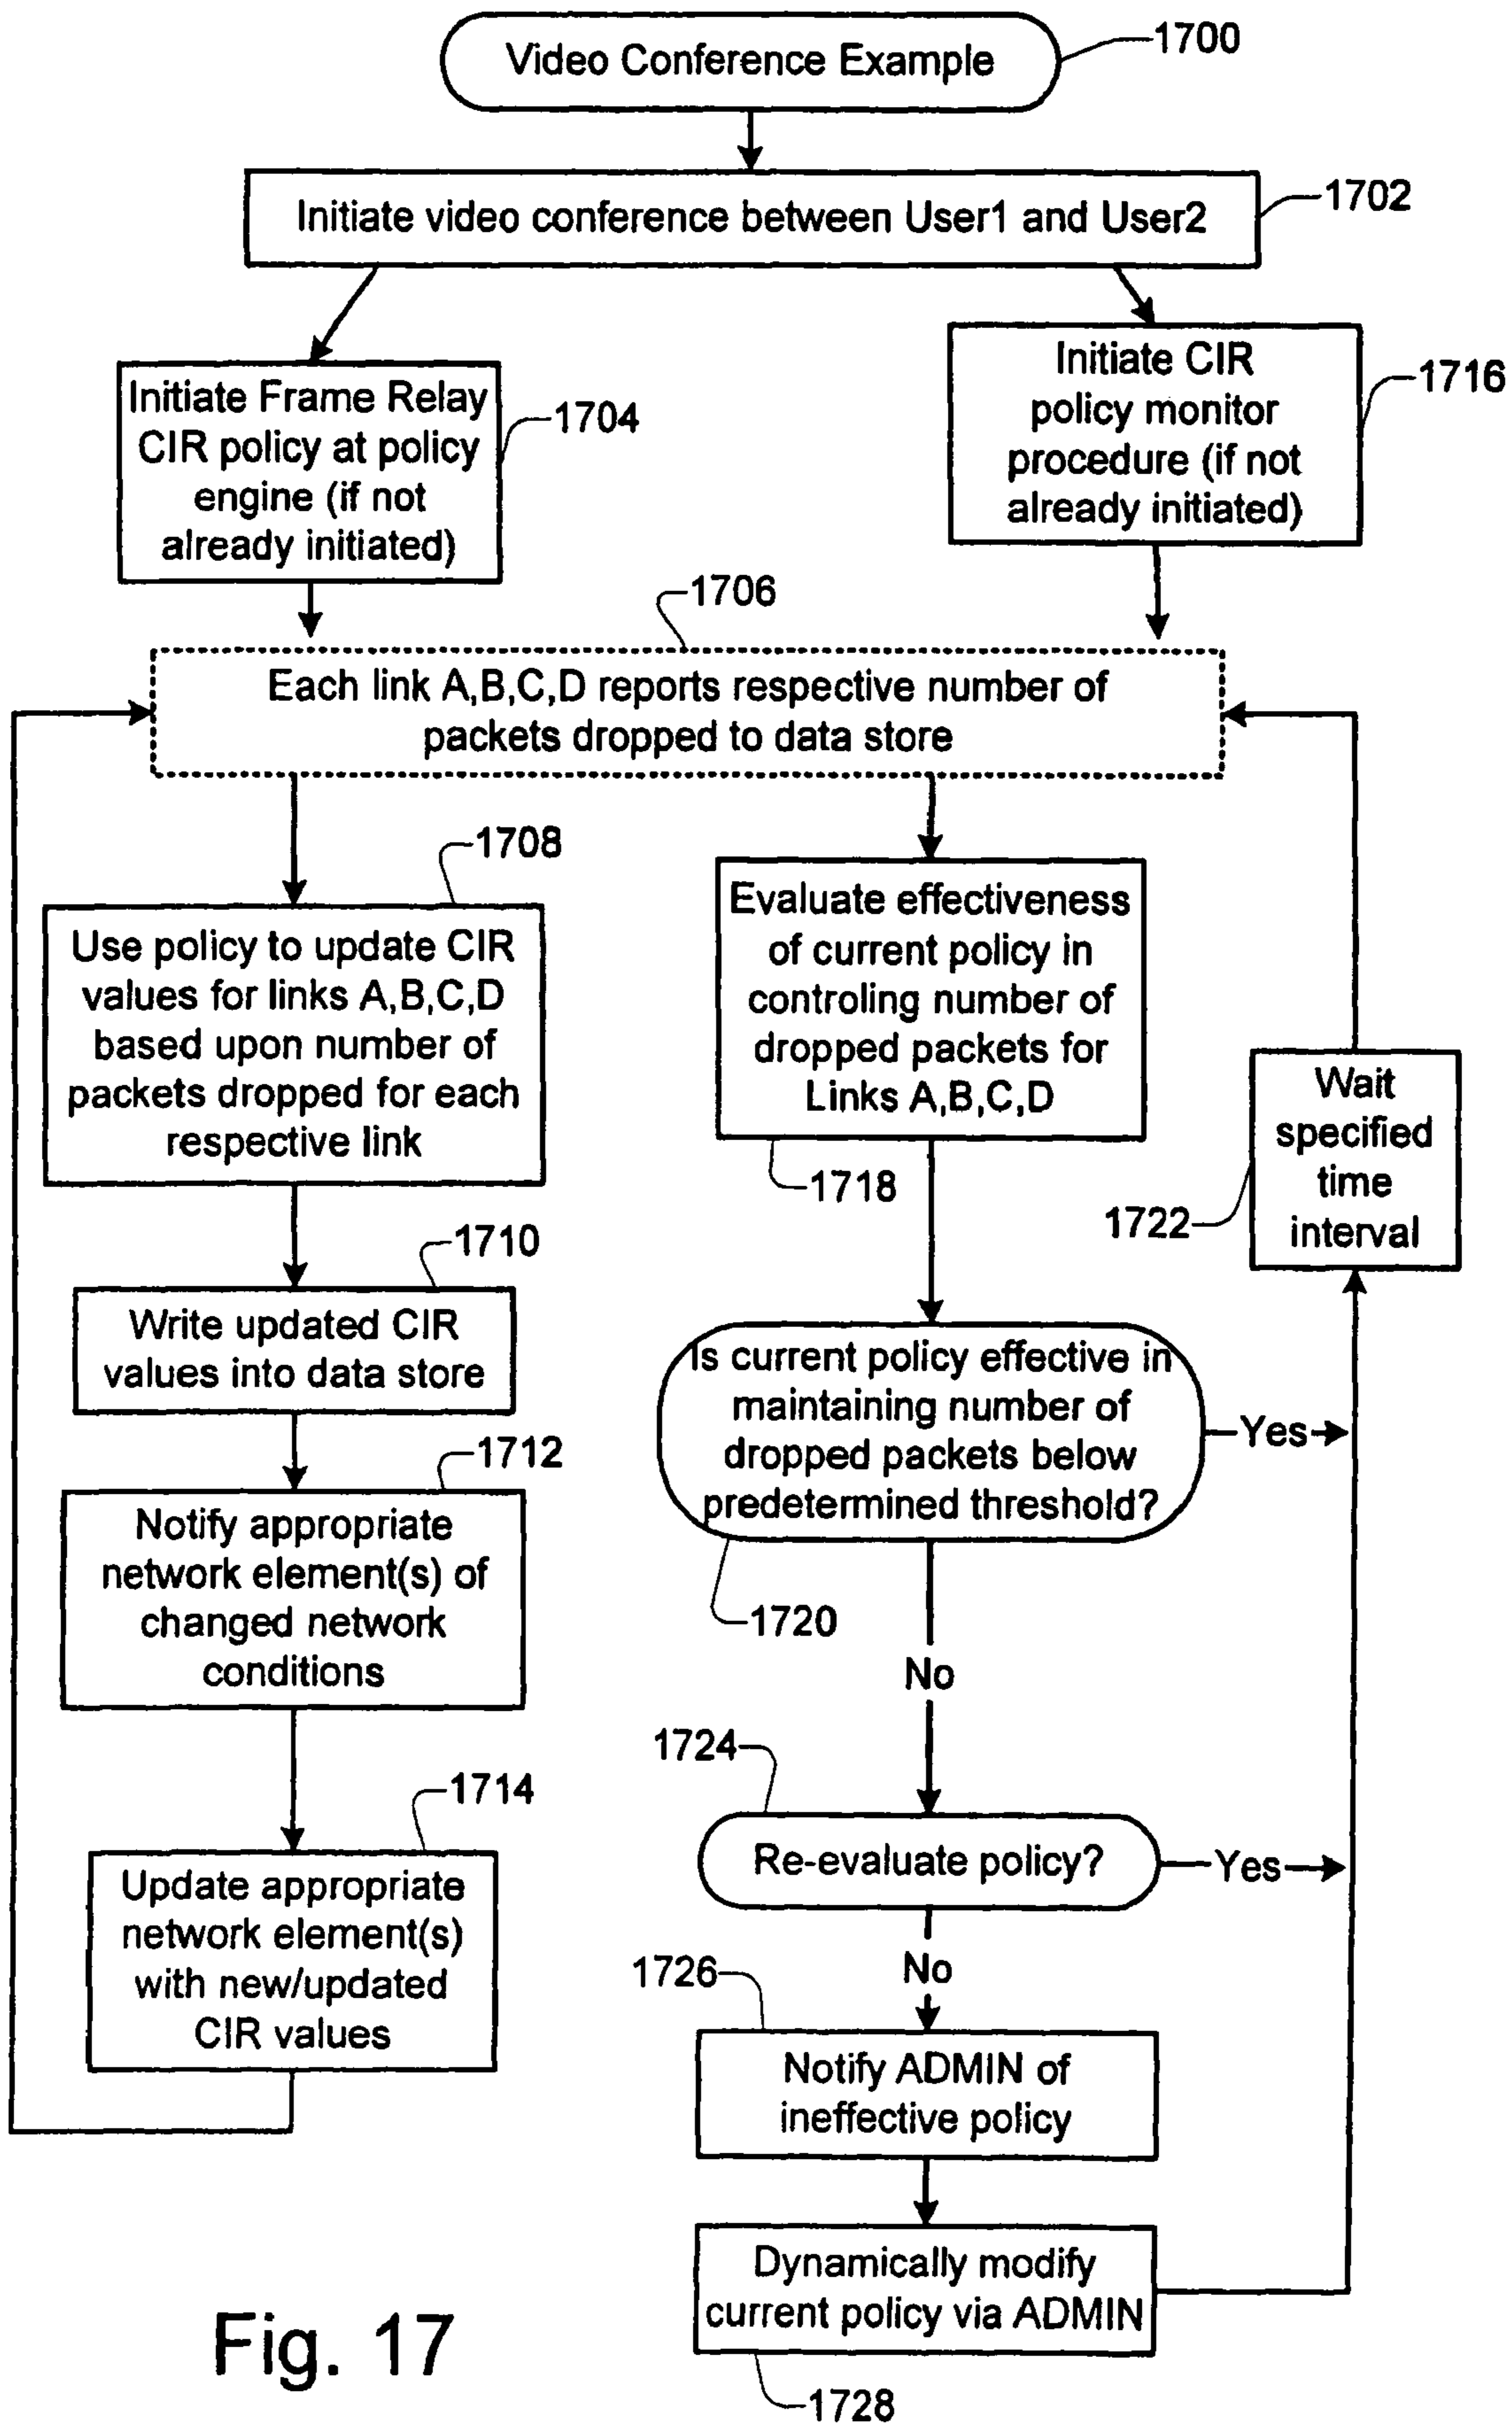 Video Conference Example
1700
Initiate video conference between User1 and User2
1702
Initiate Frame Relay
CIR policy at policy
engine (if not
already initiated)
1704
Initiate CIR
policy monitor
procedure (if not
already initiated)
1716
1706
Each link A,B,C,D reports respective number of
packets dropped to data store
1708
Use policy to update CIR
values for links A,B,C,D
based upon number of
packets dropped for each
respective link
1710
Write updated CIR
values into data store
1712
Notify appropriate
network element(s) of
changed network
conditions
1714
Update appropriate
network element(s)
with new/updated
CIR values
Evaluate effectiveness
of current policy in
controling number of
dropped packets for
Links A,B,C,D
1718
Wait
specified
time
interval
1722
Is current policy effective in
maintaining number of
dropped packets below
predetermined threshold?
Yes
1720
No
1724
Re-evaluate policy?
Yes
No
1726
Notify ADMIN of
ineffective policy
Dynamically modify
current policy via ADMIN
1728
Fig. 17